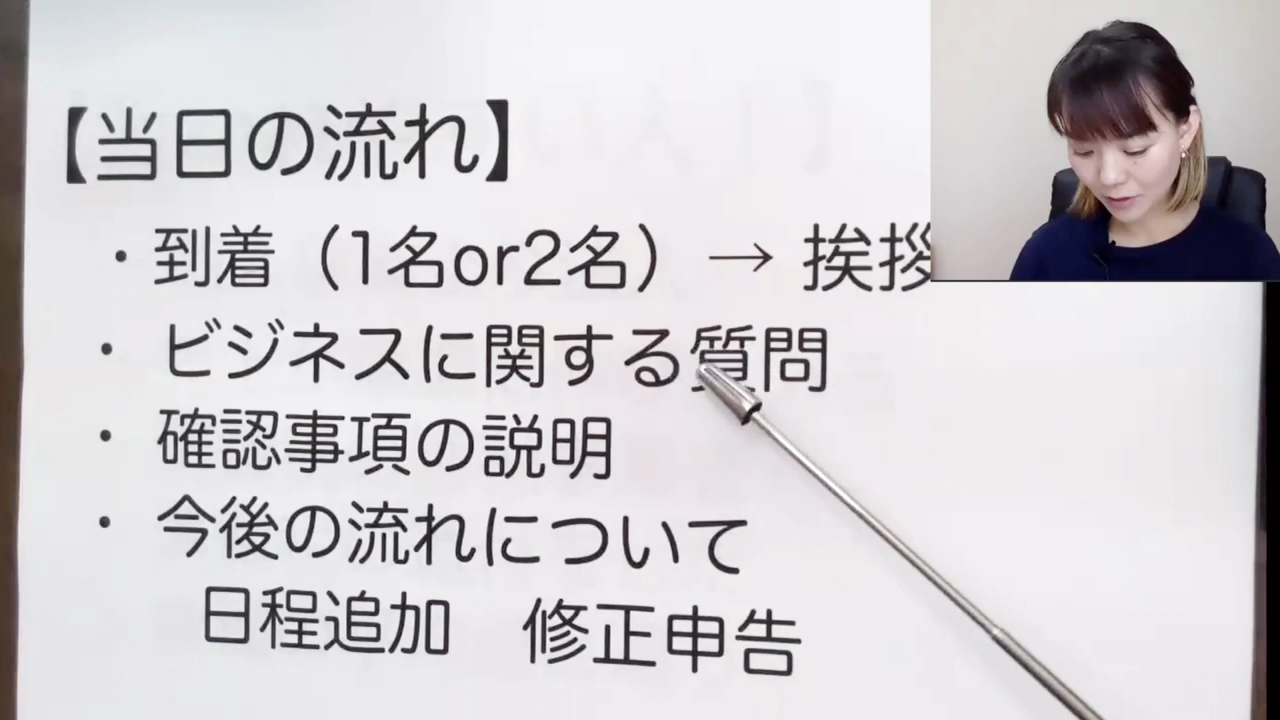 【当日の流れ】
・到着（1名or2名）→ 挨拶
・ビジネスに関する質問
・確認事項の説明
・今後の流れについて
日程追加　修正申告